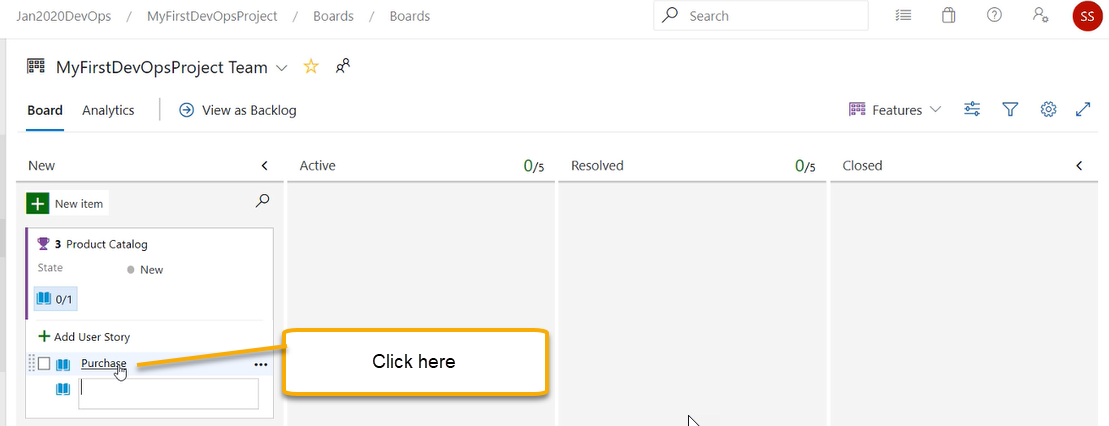 Jan2020DevOps / MyFirstDevOpsProject / Boards / Boards
Search
SS
MyFirstDevOpsProject Team
Board Analytics View as Backlog
Features
New
Active 0/5
Resolved 0/5
Closed
New item
3 Product Catalog
State New
0/1
Add User Story
Purchase
Click here